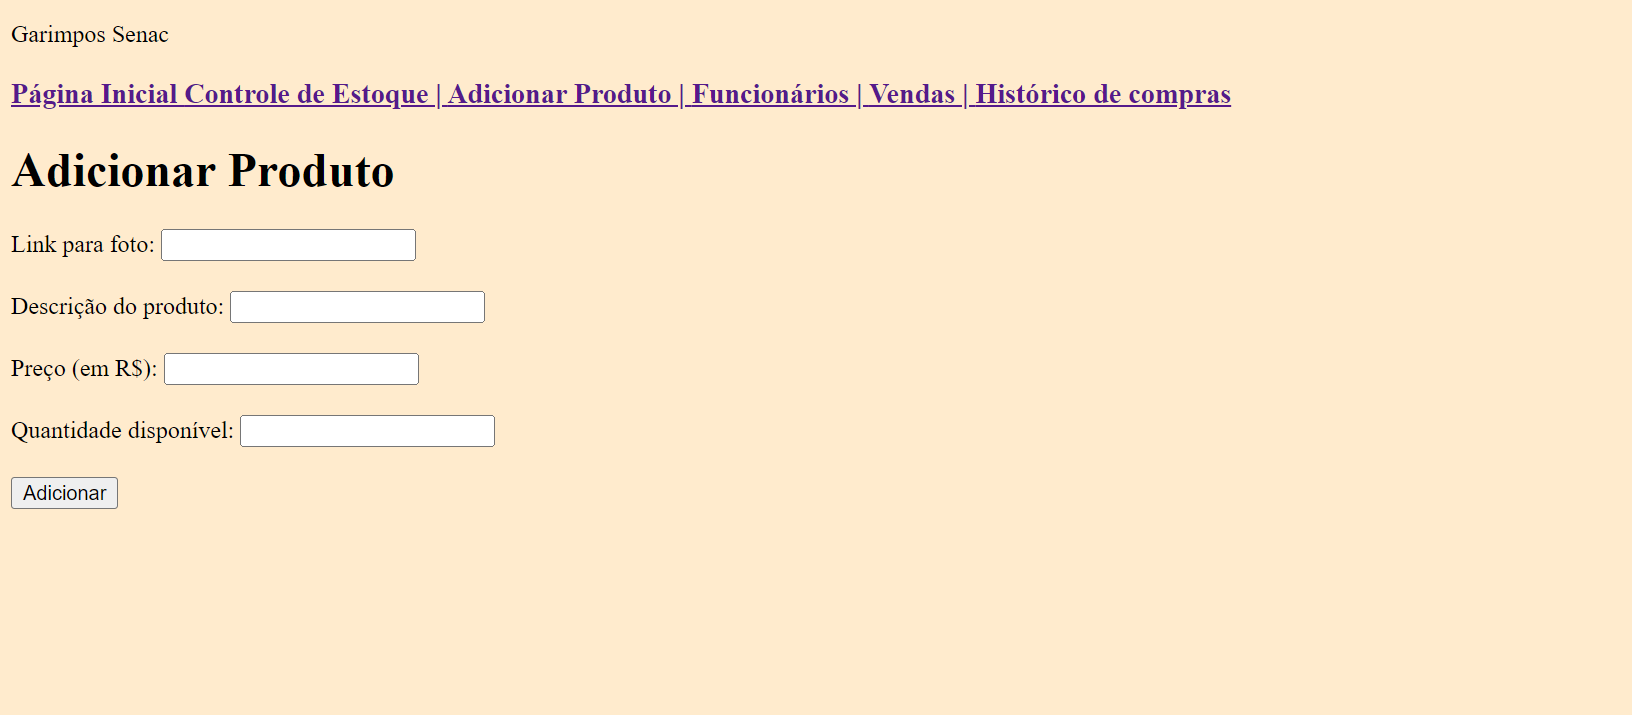 Garimpos Senac
Página Inicial Controle de Estoque | Adicionar Produto | Funcionários | Vendas | Histórico de compras
Adicionar Produto
Link para foto:
Descrição do produto:
Preço (em R$):
Quantidade disponível:
Adicionar